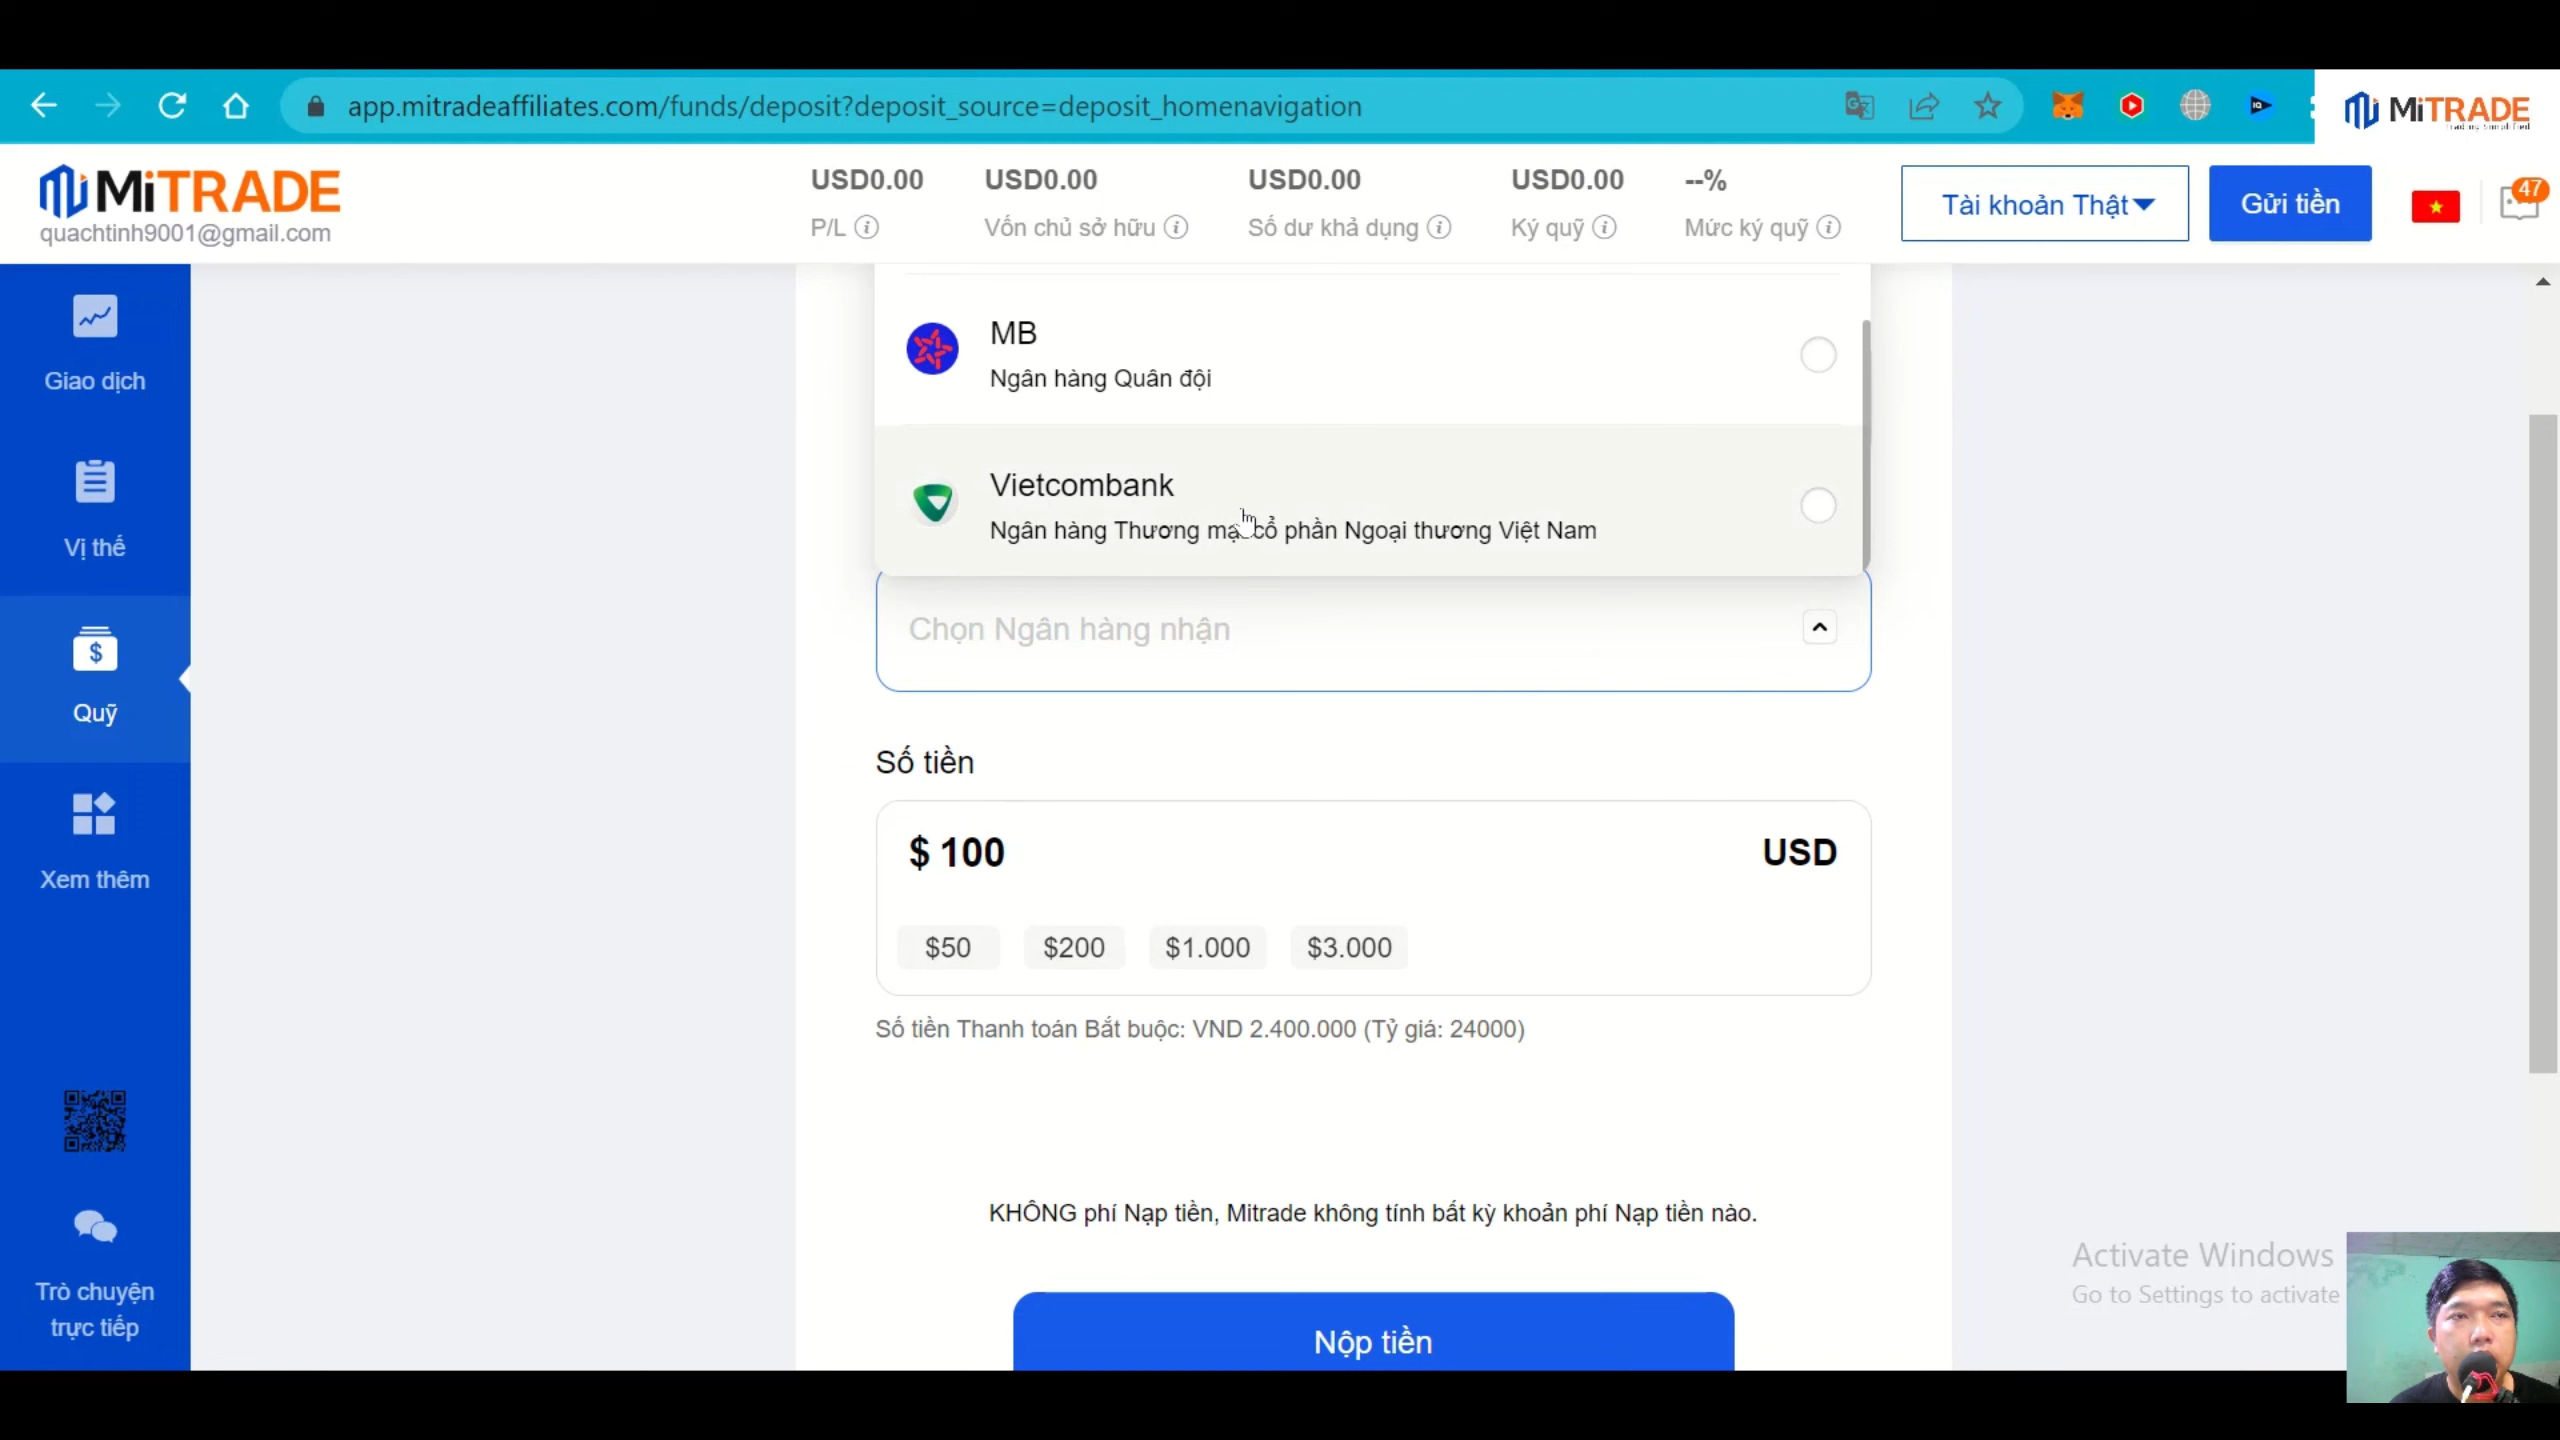 app.mitradeaffiliates.com/funds/deposit?deposit_source=deposit_homenavigation
MiTRADE
Trading Simplified
MiTRADE
quachtinh9001@gmail.com
USD0.00
P/L
USD0.00
Vốn chủ sở hữu
USD0.00
Số dư khả dụng
USD0.00
Ký quỹ
--%
Mức ký quỹ
Tài khoản Thật
Gửi tiền
47
Giao dịch
Vị thế
Quỹ
Xem thêm
Trò chuyện
trực tiếp
MB
Ngân hàng Quân đội
Vietcombank
Ngân hàng Thương mại cổ phần Ngoại thương Việt Nam
Chọn Ngân hàng nhận
Số tiền
$ 100
USD
$50
$200
$1.000
$3.000
Số tiền Thanh toán Bắt buộc: VND 2.400.000 (Tỷ giá: 24000)
KHÔNG phí Nạp tiền, Mitrade không tính bất kỳ khoản phí Nạp tiền nào.
Nộp tiền
Activate Windows
Go to Settings to activate